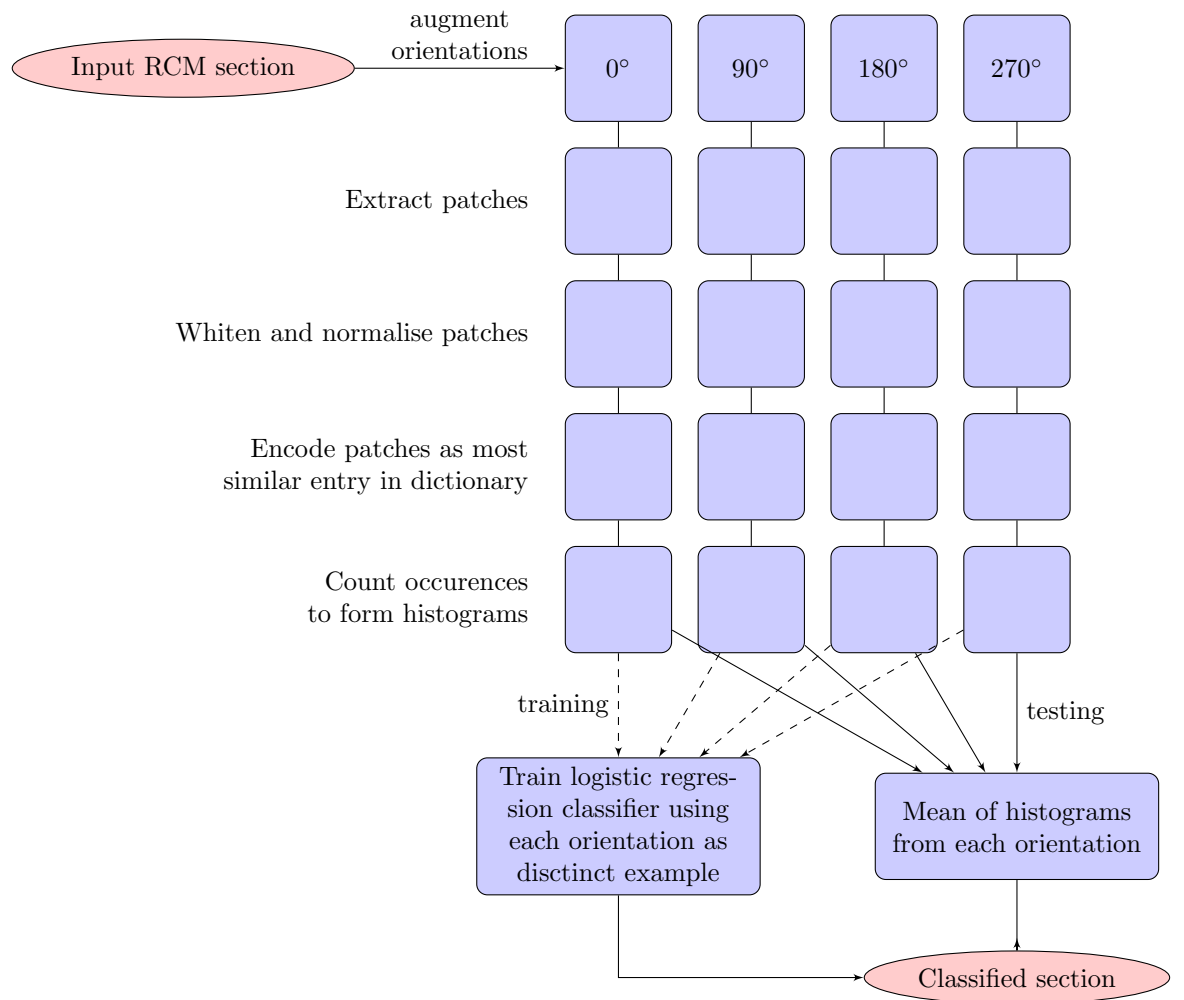 augment
orientations
Input RCM section
0°
90°
180°
270°
Extract patches
Whiten and normalise patches
Encode patches as most
similar entry in dictionary
Count occurences
to form histograms
training
testing
Train logistic regres-
sion classifier using
each orientation as
disctinct example
Mean of histograms
from each orientation
Classified section